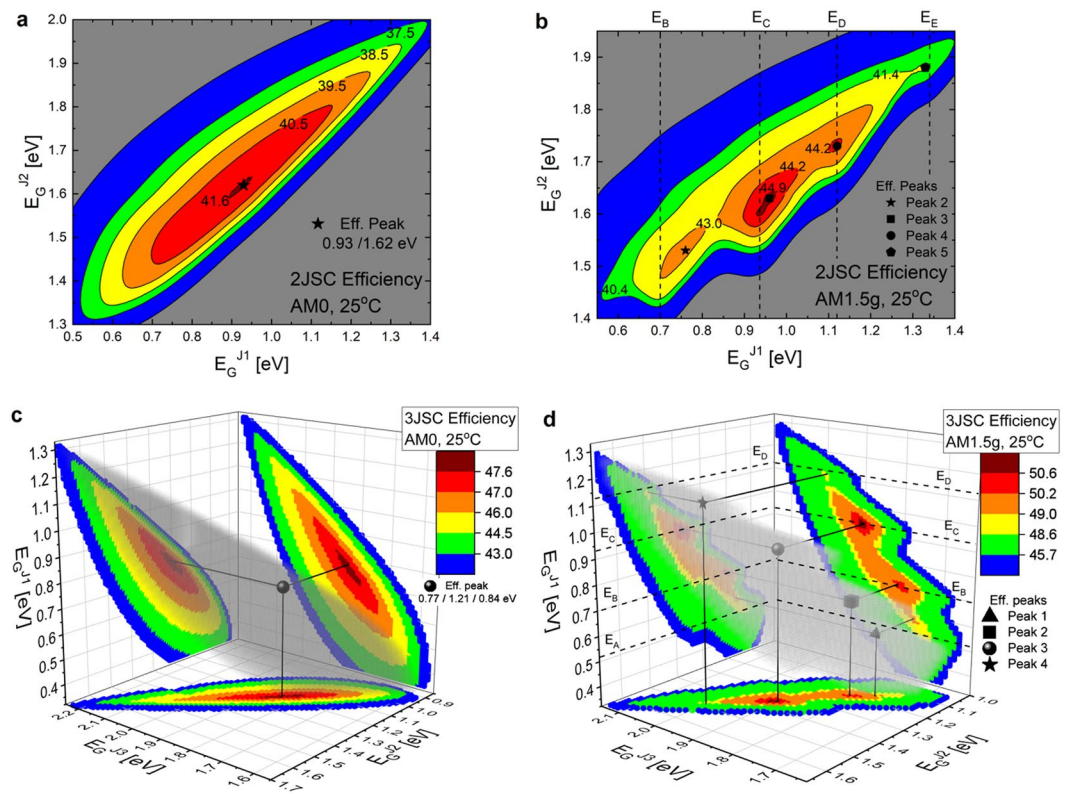 a
2.0
1.9
1.8
1.7
1.6
1.5
1.4
1.3
0.5 0.6 0.7 0.8 0.9 1.0 1.1 1.2 1.3 1.4
E_G^J2 [eV]
E_G^J1 [eV]
37.5
38.5
39.5
40.5
41.6
★ Eff. Peak
0.93 /1.62 eV
2JSC Efficiency
AM0, 25°C
b
E_B E_C E_D E_E
1.9
1.8
1.7
1.6
1.5
1.4
0.6 0.7 0.8 0.9 1.0 1.1 1.2 1.3 1.4
E_G^J2 [eV]
E_G^J1 [eV]
41.4
44.2
44.2
44.9
43.0
40.4
Eff. Peaks
★ Peak 2
■ Peak 3
● Peak 4
⬟ Peak 5
2JSC Efficiency
AM1.5g, 25°C
c
3JSC Efficiency
AM0, 25°C
47.6
47.0
46.0
44.5
43.0
Eff. peak
0.77 / 1.21 / 0.84 eV
1.3
1.2
1.1
1.0
0.9
0.8
0.7
0.6
0.5
0.4
E_G^J1 [eV]
2.2 2.1 2.0 1.9 1.8 1.7 1.6
E_G^J3 [eV]
0.9 1.0 1.1 1.2 1.3 1.4 1.5 1.6 1.7
E_G^J2 [eV]
d
3JSC Efficiency
AM1.5g, 25°C
50.6
50.2
49.0
48.6
45.7
Eff. peaks
▲ Peak 1
■ Peak 2
● Peak 3
★ Peak 4
1.3
1.2
1.1
1.0
0.9
0.8
0.7
0.6
0.5
0.4
E_G^J1 [eV]
E_D
E_D
E_C
E_C
E_B
E_B
E_A
2.1 2.0 1.9 1.8 1.7
E_G^J3 [eV]
1.0 1.1 1.2 1.3 1.4 1.5 1.6
E_G^J2 [eV]